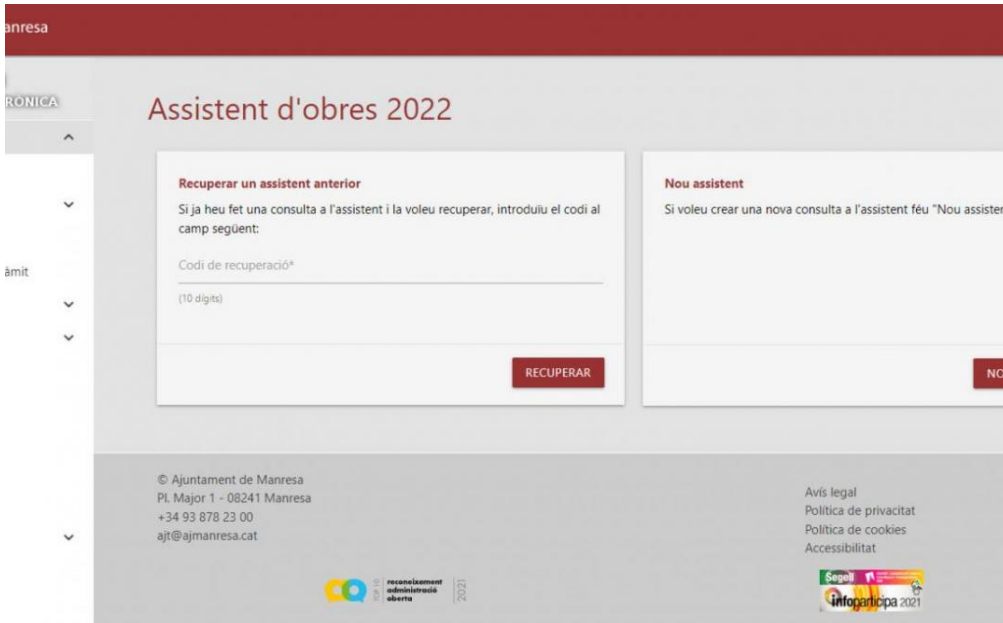 anresa
RÒNICA
àmit
Assistent d'obres 2022
Recuperar un assistent anterior
Si ja heu fet una consulta a l'assistent i la voleu recuperar, introduïu el codi al
camp següent:
Codi de recuperació*
(10 dígits)
RECUPERAR
Nou assistent
Si voleu crear una nova consulta a l'assistent féu "Nou assisten
NO
© Ajuntament de Manresa
Pl. Major 1 - 08241 Manresa
+34 93 878 23 00
ajt@ajmanresa.cat
TOP 10
reconeixement
administració
oberta
2021
Avís legal
Política de privacitat
Política de cookies
Accessibilitat
Segell
infoparticipa 2021